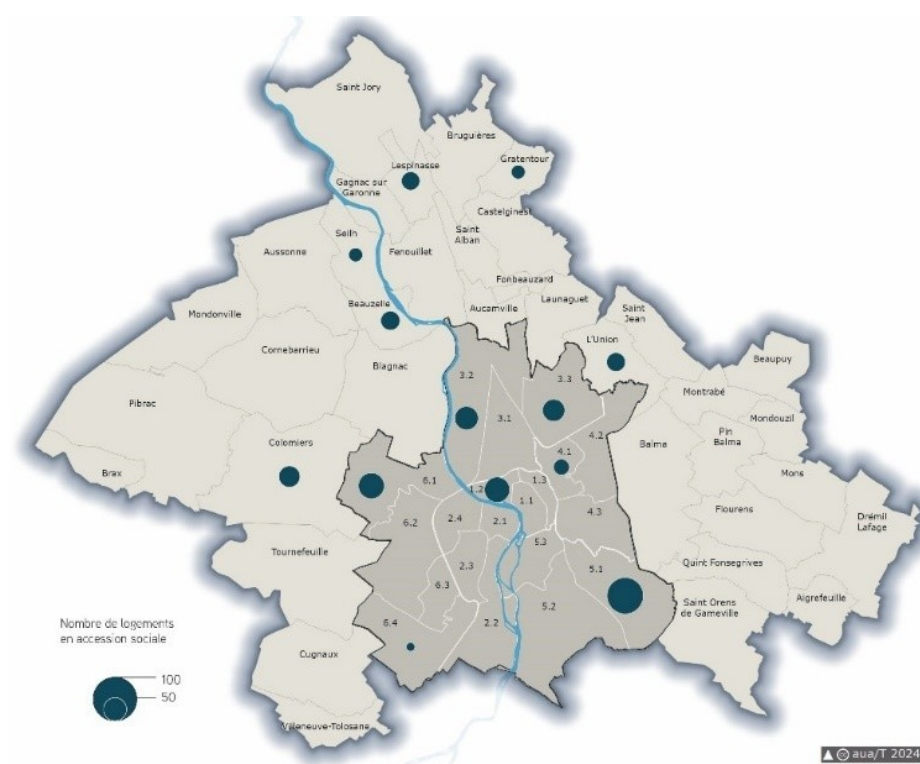 Saint Jory
Bruguières
Gratentour
Lespinasse
Gagnac sur
Garonne
Castelginest
Saint
Alban
Seilh
Aussonne
Fenouillet
Fonbeauzard
Launaguet
Beauzelle
Aucamville
Saint
Jean
Mondonville
L'Union
Cornebarrieu
Beaupuy
Blagnac
3.2
3.3
Montrabé
Pibrac
3.1
Mondouzil
4.2
Pin
Balma
Colomiers
Balma
4.1
Brax
6.1
1.3
Mons
1.2
1.1
Flourens
6.2
2.4
2.1
4.3
Drémil
Lafage
Tournefeuille
5.3
2.3
5.1
Quint Fonsegrives
6.3
Aigrefeuille
5.2
Saint Orens
de Gameville
6.4
2.2
Nombre de logements
en accession sociale
Cugnaux
100
50
Villeneuve-Tolosane
aua/T 2024